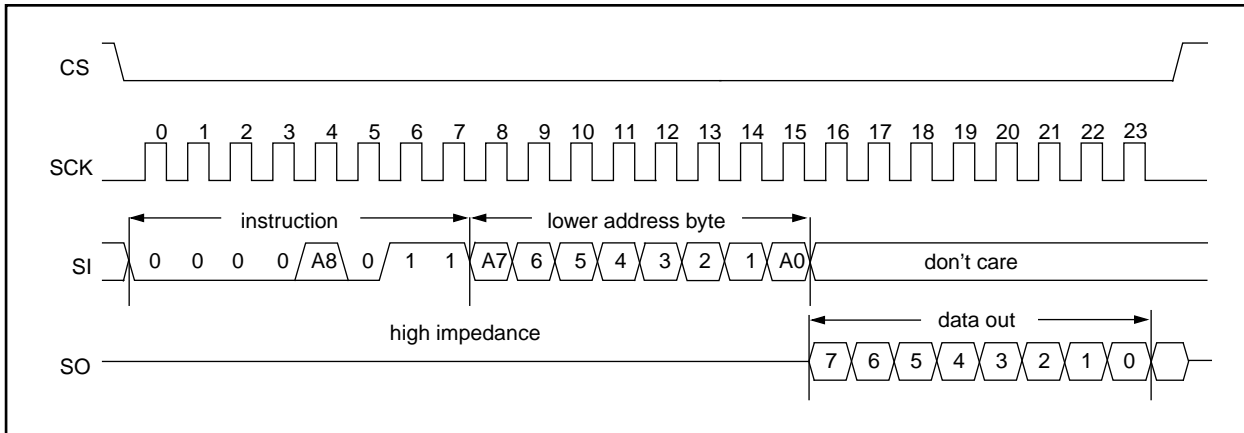 CS
0 1 2 3 4 5 6 7 8 9 10 11 12 13 14 15 16 17 18 19 20 21 22 23
SCK
instruction lower address byte
SI 0 0 0 0 A8 0 1 1 A7 6 5 4 3 2 1 A0 don't care
high impedance data out
SO 7 6 5 4 3 2 1 0